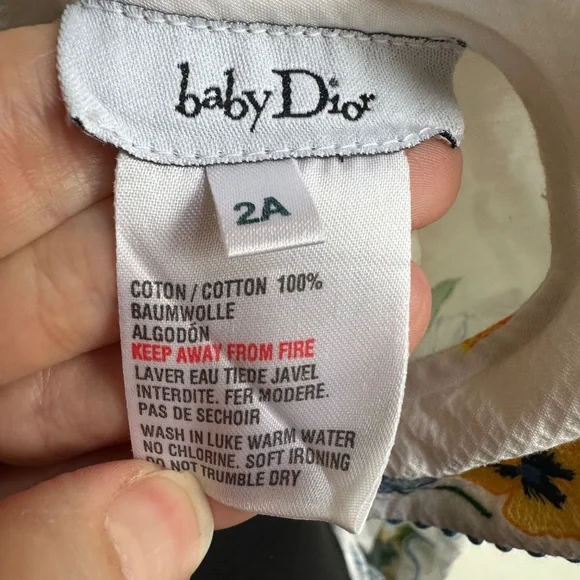 baby Dior
2A
COTON / COTTON 100%
BAUMWOLLE
ALGODÓN
KEEP AWAY FROM FIRE
LAVER EAU TIEDE JAVEL
INTERDITE. FER MODERE.
PAS DE SECHOIR
WASH IN LUKE WARM WATER
NO CHLORINE. SOFT IRONING
DO NOT TRUMBLE DRY